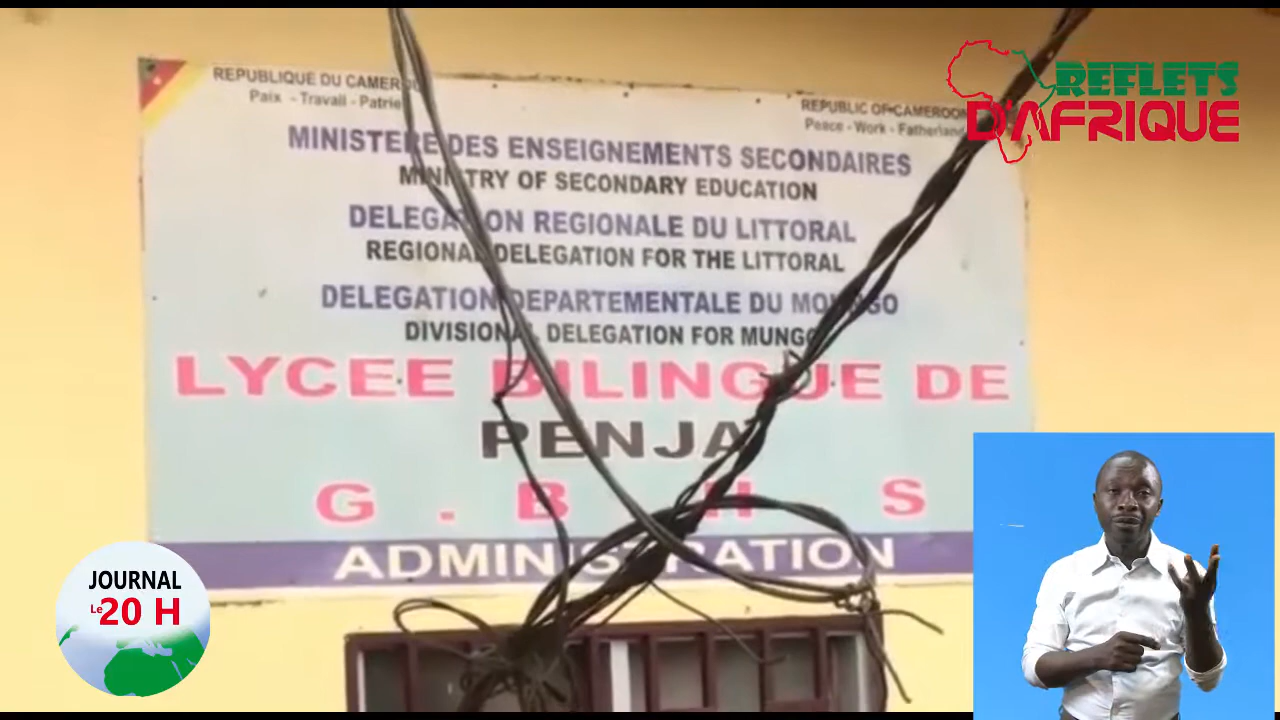 REPUBLIQUE DU CAMEROUN
Paix - Travail - Patrie
REPUBLIC OF CAMEROON
Peace - Work - Fatherland
MINISTERE DES ENSEIGNEMENTS SECONDAIRES
MINISTRY OF SECONDARY EDUCATION
DELEGATION REGIONALE DU LITTORAL
REGIONAL DELEGATION FOR THE LITTORAL
DELEGATION DEPARTEMENTALE DU MOUNGO
DIVISIONAL DELEGATION FOR MUNGO
LYCEE BILINGUE DE
PENJA
G . B H S
ADMINISTRATION
REFLETS
D'AFRIQUE
JOURNAL
Le 20 H